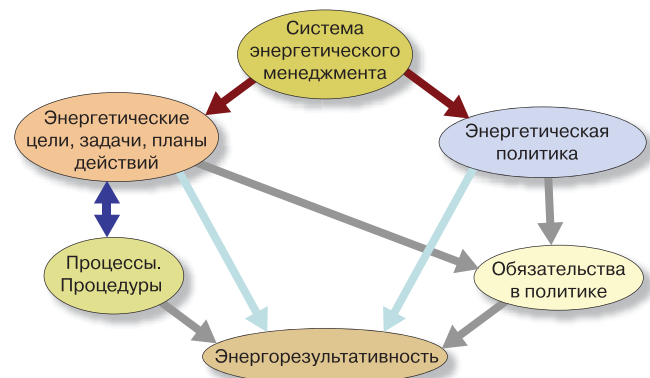 Система
энергетического
менеджмента
Энергетические
цели, задачи, планы
действий
Энергетическая
политика
Процессы.
Процедуры
Обязательства
в политике
Энергорезультативность